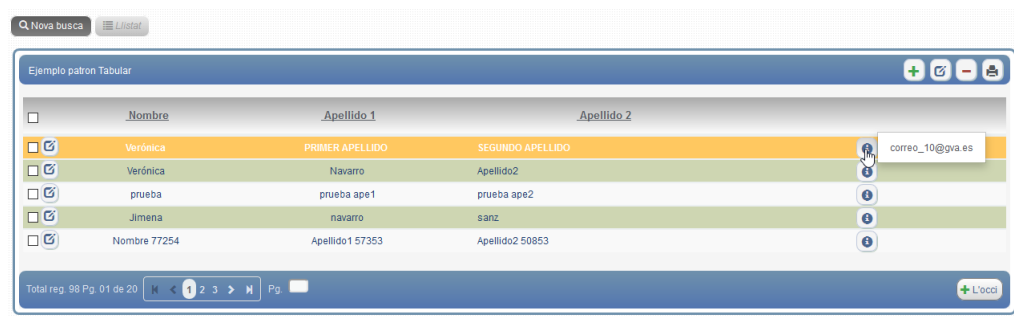 Nova busca Llistat
Ejemplo patron Tabular
Nombre Apellido 1 Apellido 2
Verónica PRIMER APELLIDO SEGUNDO APELLIDO correo_10@gva.es
Verónica Navarro Apellido2
prueba prueba ape1 prueba ape2
Jimena navarro sanz
Nombre 77254 Apellido1 57353 Apellido2 50853
Total reg. 98 Pg. 01 de 20 1 2 3 Pg. L'occi